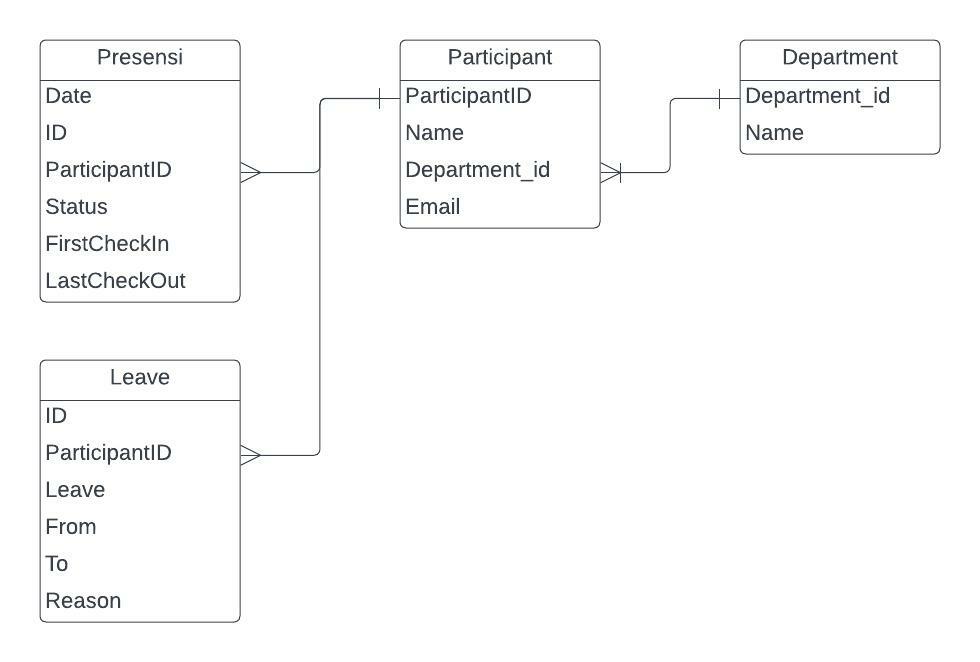 Presensi
Date
ID
ParticipantID
Status
FirstCheckIn
LastCheckOut
Participant
ParticipantID
Name
Department_id
Email
Department
Department_id
Name
Leave
ID
ParticipantID
Leave
From
To
Reason